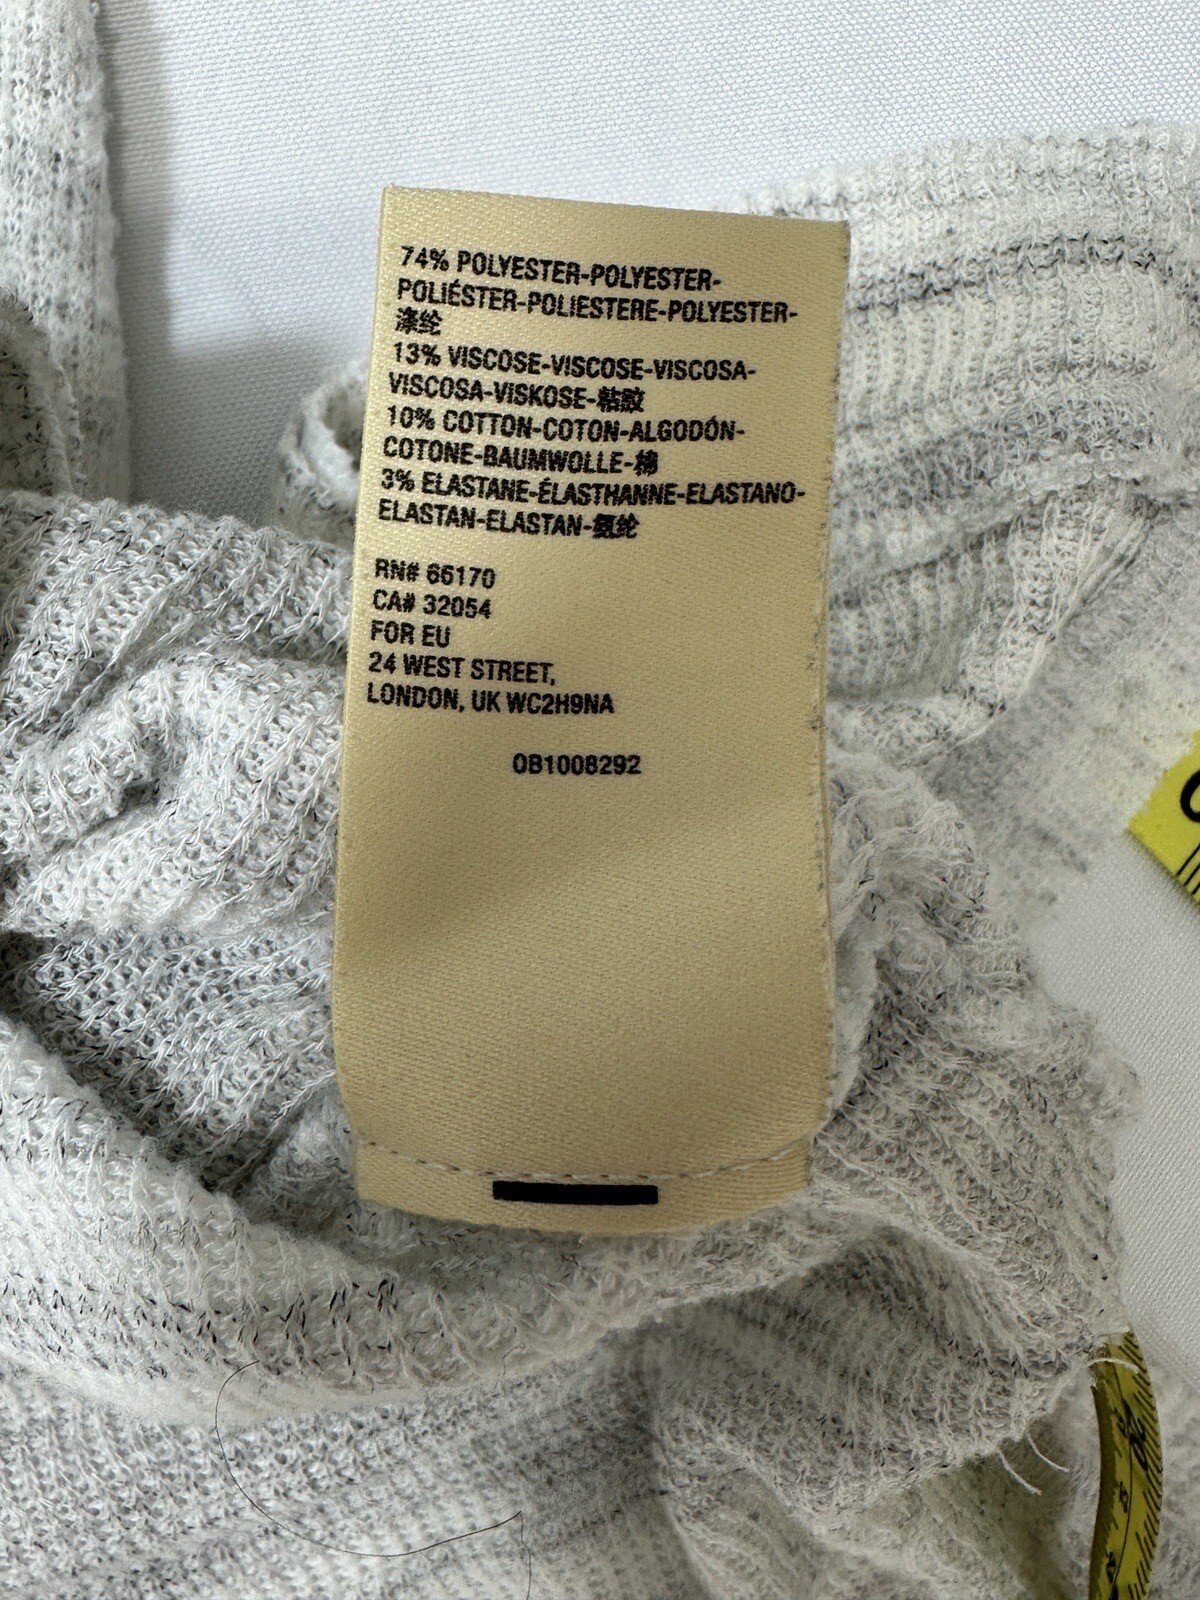 74% POLYESTER-POLYESTER-
POLIÉSTER-POLIESTERE-POLYESTER-
涤纶
13% VISCOSE-VISCOSE-VISCOSA-
VISCOSA-VISKOSE-粘胶
10% COTTON-COTON-ALGODÓN-
COTONE-BAUMWOLLE-棉
3% ELASTANE-ÉLASTHANNE-ELASTANO-
ELASTAN-ELASTAN-氨纶
RN# 66170
CA# 32054
FOR EU
24 WEST STREET,
LONDON, UK WC2H9NA
OB1008292